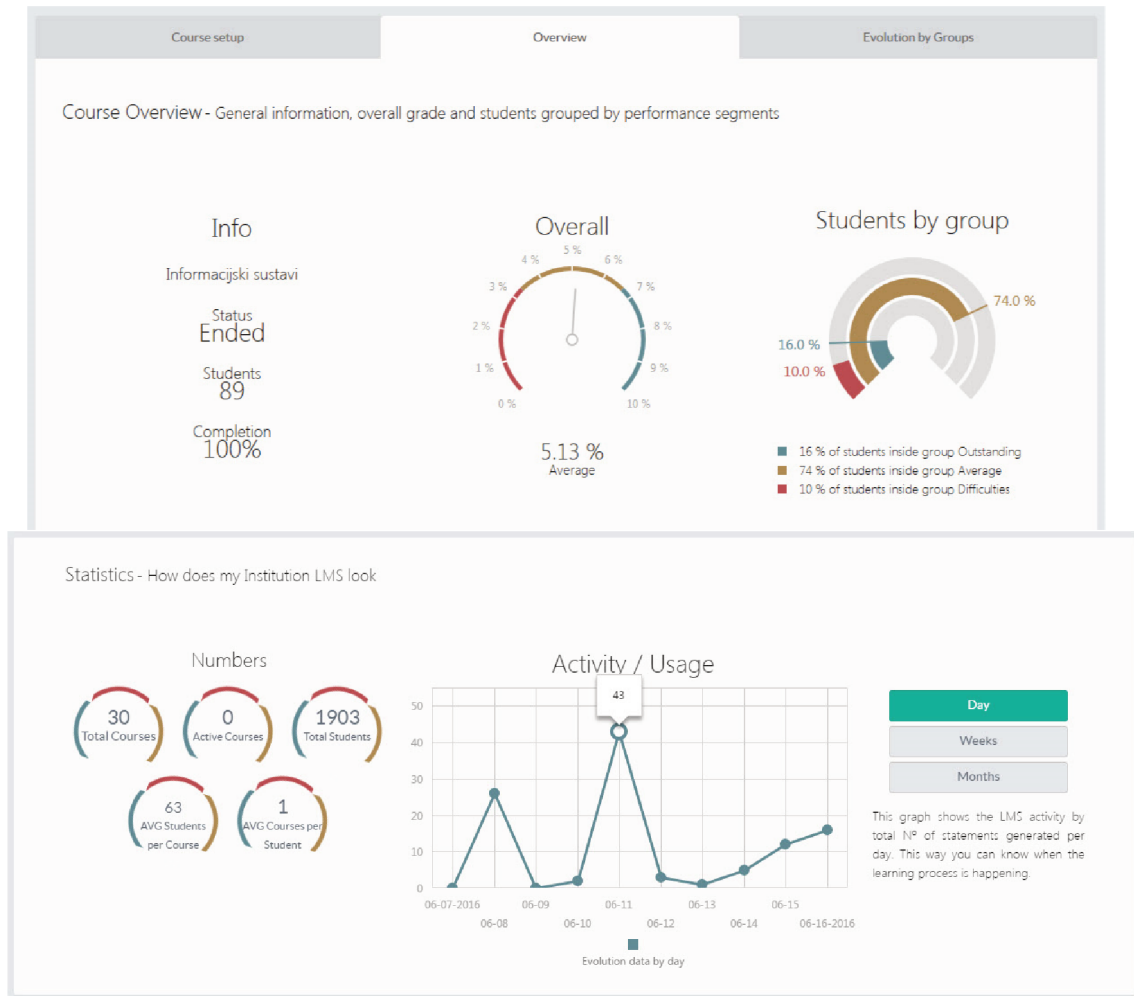 Course setup
Overview
Evolution by Groups
Course Overview - General information, overall grade and students grouped by performance segments
Info
Informacijski sustavi
Status
Ended
Students
89
Completion
100%
Overall
0 %
1 %
2 %
3 %
4 %
5 %
6 %
7 %
8 %
9 %
10 %
5.13 %
Average
Students by group
74.0 %
16.0 %
10.0 %
16 % of students inside group Outstanding
74 % of students inside group Average
10 % of students inside group Difficulties
Statistics - How does my Institution LMS look
Numbers
30
Total Courses
0
Active Courses
1903
Total Students
63
AVG Students
per Course
1
AVG Courses per
Student
Activity / Usage
43
50
40
30
20
10
0
06-07-2016
06-08
06-09
06-10
06-11
06-12
06-13
06-14
06-15
06-16-2016
Evolution data by day
Day
Weeks
Months
This graph shows the LMS activity by
total Nº of statements generated per
day. This way you can know when the
learning process is happening.